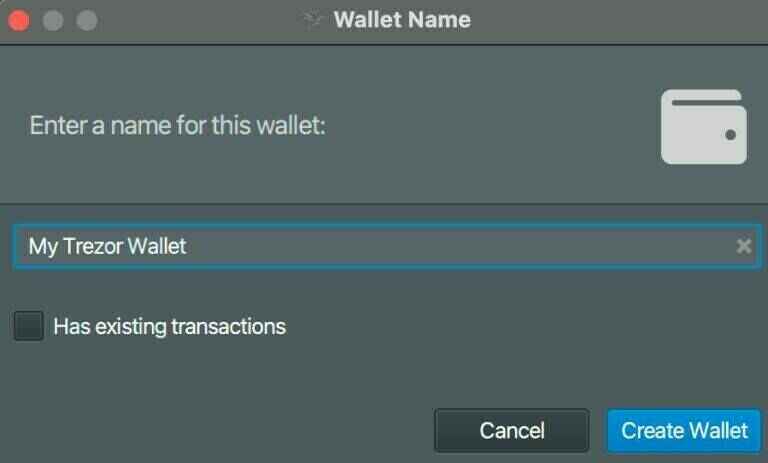 Wallet Name
Enter a name for this wallet:
My Trezor Wallet
Has existing transactions
Cancel Create Wallet